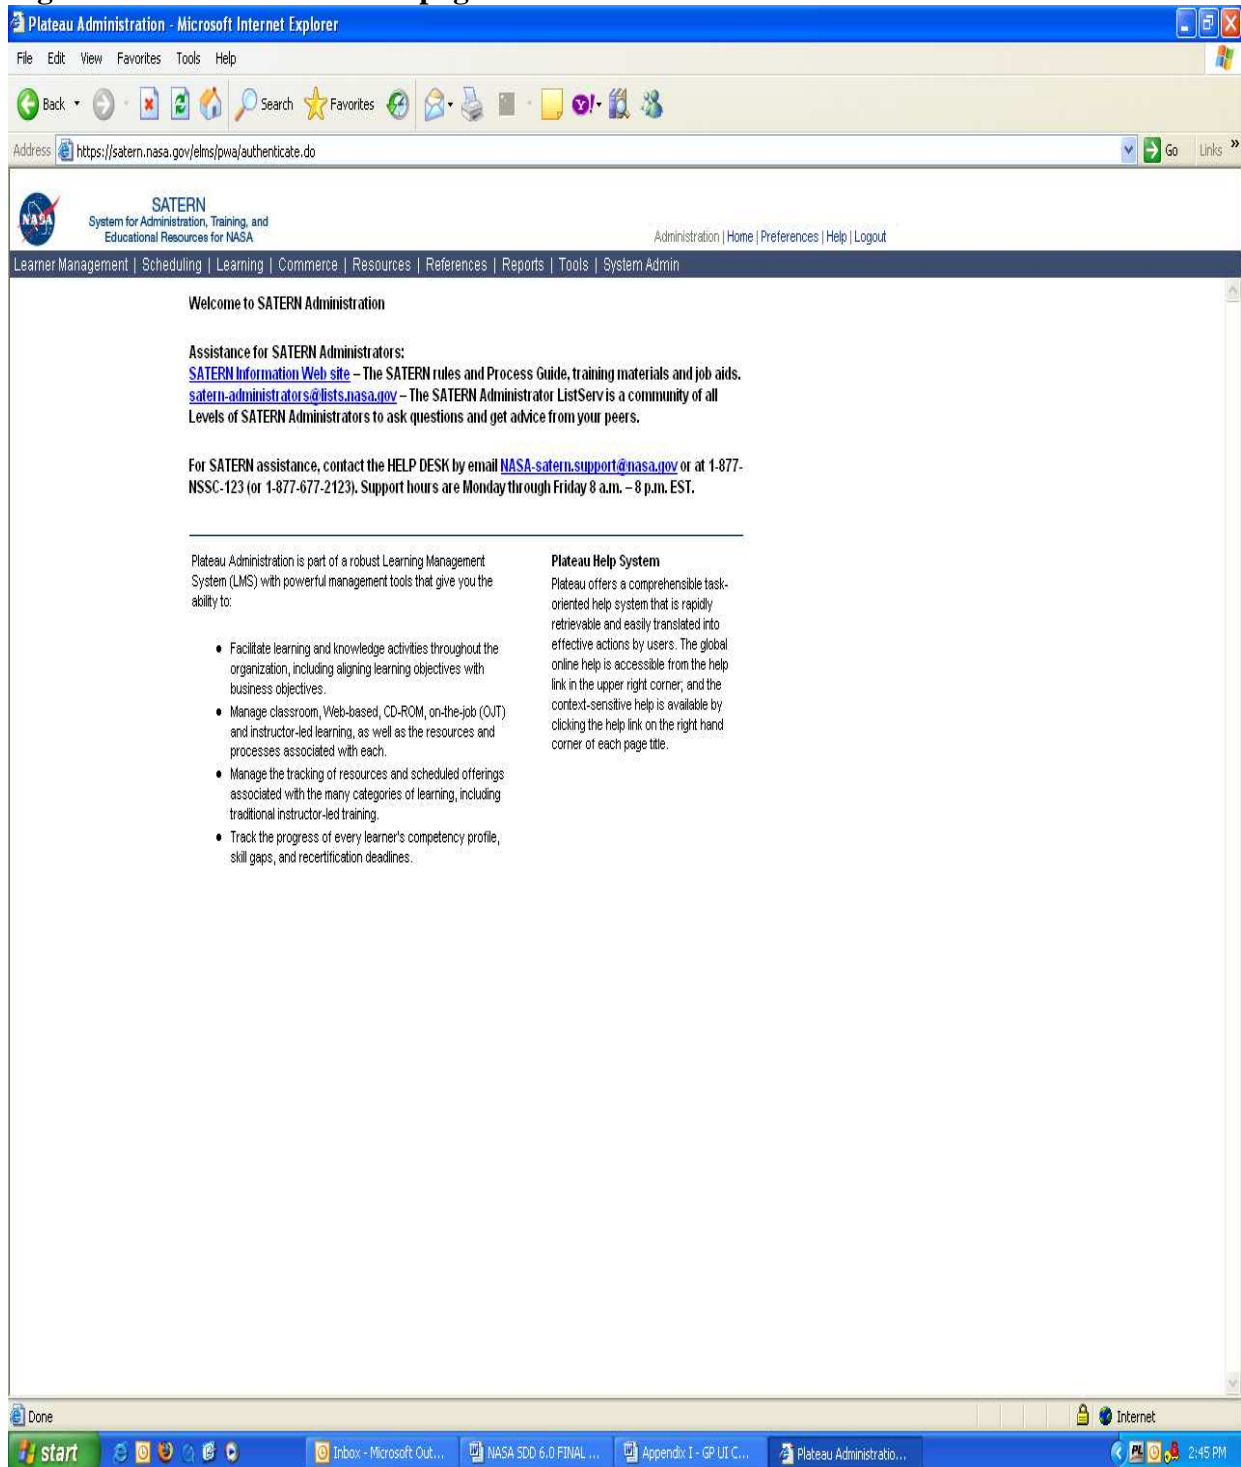 Plateau Administration - Microsoft Internet Explorer
File Edit View Favorites Tools Help
Back Search Favorites
Address https://satern.nasa.gov/elms/pwa/authenticate.do Go Links »
NASA
SATERN
System for Administration, Training, and
Educational Resources for NASA
Administration | Home | Preferences | Help | Logout
Learner Management | Scheduling | Learning | Commerce | Resources | References | Reports | Tools | System Admin
Welcome to SATERN Administration
Assistance for SATERN Administrators:
SATERN Information Web site – The SATERN rules and Process Guide, training materials and job aids.
satern-administrators@lists.nasa.gov – The SATERN Administrator ListServ is a community of all
Levels of SATERN Administrators to ask questions and get advice from your peers.
For SATERN assistance, contact the HELP DESK by email NASA-satern.support@nasa.gov or at 1-877-
NSSC-123 (or 1-877-677-2123). Support hours are Monday through Friday 8 a.m. – 8 p.m. EST.
Plateau Administration is part of a robust Learning Management
System (LMS) with powerful management tools that give you the
ability to:
• Facilitate learning and knowledge activities throughout the
organization, including aligning learning objectives with
business objectives.
• Manage classroom, Web-based, CD-ROM, on-the-job (OJT)
and instructor-led learning, as well as the resources and
processes associated with each.
• Manage the tracking of resources and scheduled offerings
associated with the many categories of learning, including
traditional instructor-led training.
• Track the progress of every learner's competency profile,
skill gaps, and recertification deadlines.
Plateau Help System
Plateau offers a comprehensible task-
oriented help system that is rapidly
retrievable and easily translated into
effective actions by users. The global
online help is accessible from the help
link in the upper right corner; and the
context-sensitive help is available by
clicking the help link on the right hand
corner of each page title.
Done Internet
start Inbox - Microsoft Out... NASA SDD 6.0 FINAL ... Appendix I - GP UI C... Plateau Administratio... PL 2:45 PM